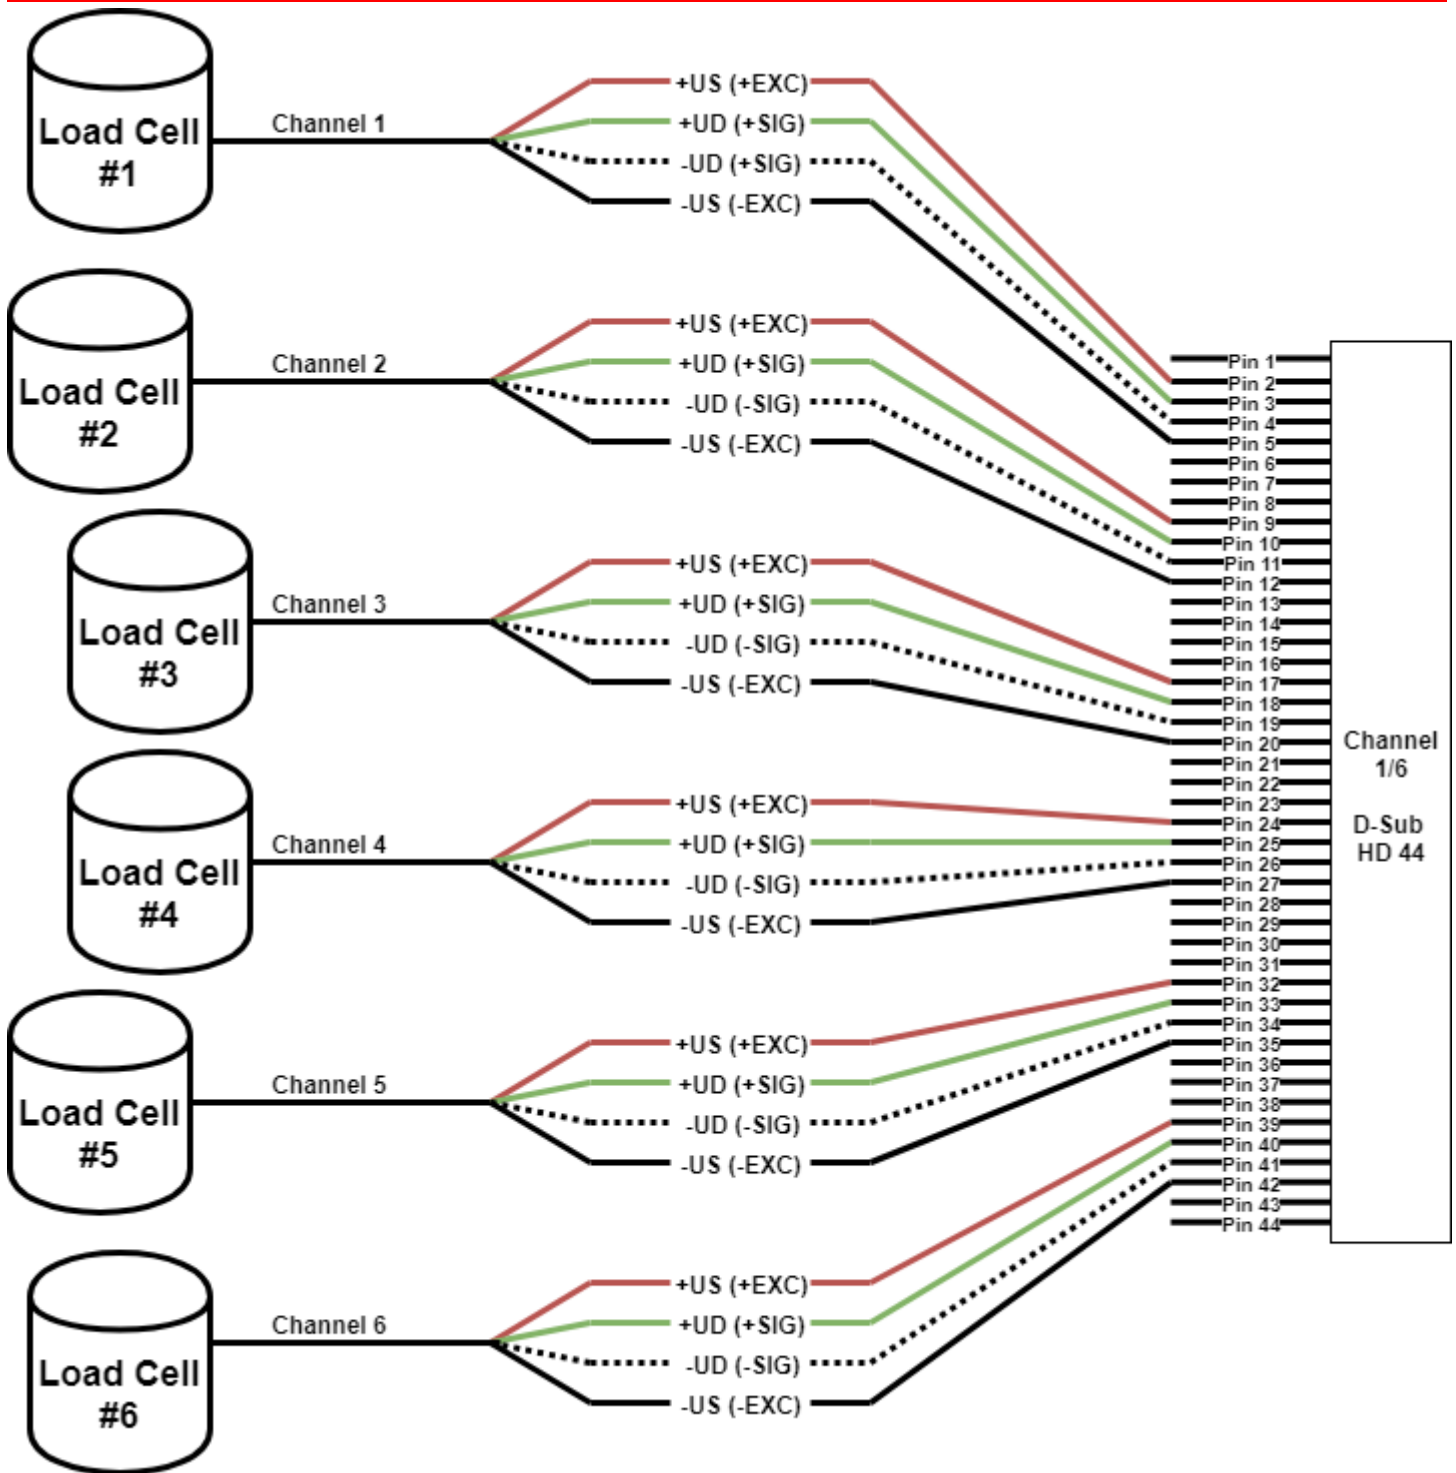 Load Cell
#1
Channel 1
+US (+EXC)
+UD (+SIG)
-UD (+SIG)
-US (-EXC)
Load Cell
#2
Channel 2
+US (+EXC)
+UD (+SIG)
-UD (-SIG)
-US (-EXC)
Load Cell
#3
Channel 3
+US (+EXC)
+UD (+SIG)
-UD (-SIG)
-US (-EXC)
Load Cell
#4
Channel 4
+US (+EXC)
+UD (+SIG)
-UD (-SIG)
-US (-EXC)
Load Cell
#5
Channel 5
+US (+EXC)
+UD (+SIG)
-UD (-SIG)
-US (-EXC)
Load Cell
#6
Channel 6
+US (+EXC)
+UD (+SIG)
-UD (-SIG)
-US (-EXC)
Pin 1
Pin 2
Pin 3
Pin 4
Pin 5
Pin 6
Pin 7
Pin 8
Pin 9
Pin 10
Pin 11
Pin 12
Pin 13
Pin 14
Pin 15
Pin 16
Pin 17
Pin 18
Pin 19
Pin 20
Pin 21
Pin 22
Pin 23
Pin 24
Pin 25
Pin 26
Pin 27
Pin 28
Pin 29
Pin 30
Pin 31
Pin 32
Pin 33
Pin 34
Pin 35
Pin 36
Pin 37
Pin 38
Pin 39
Pin 40
Pin 41
Pin 42
Pin 43
Pin 44
Channel
1/6
D-Sub
HD 44